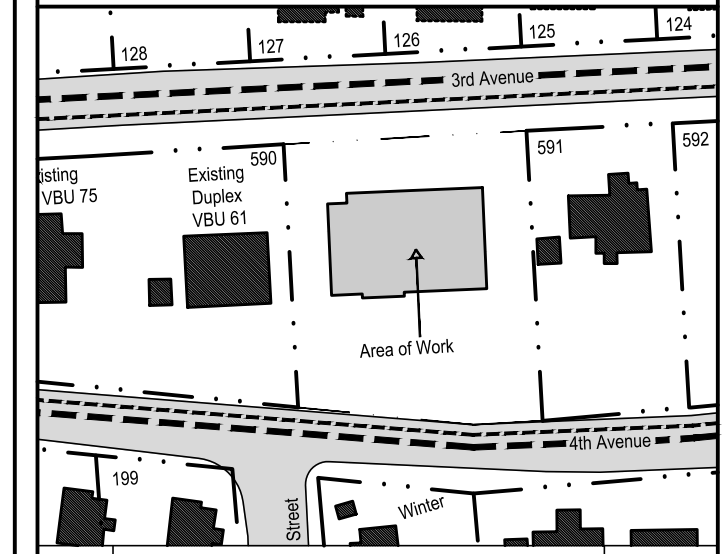 128
127
126
125
124
3rd Avenue
590
591
592
isting
VBU 75
Existing
Duplex
VBU 61
Area of Work
4th Avenue
199
Street
Winter